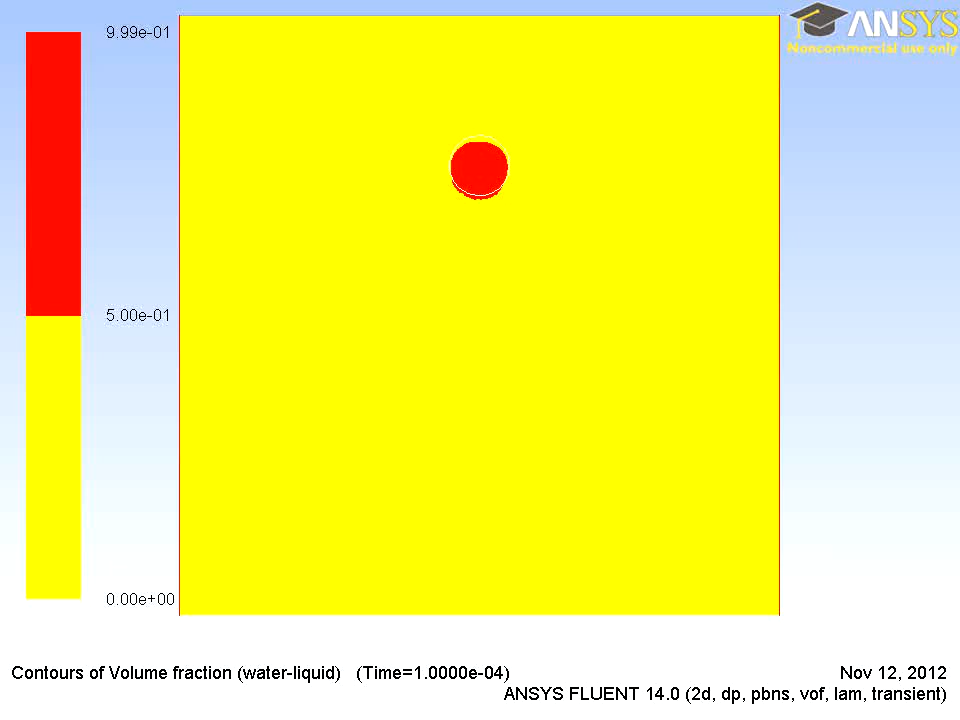 9.99e-01
ANSYS
Noncommercial use only
5.00e-01
0.00e+00
Contours of Volume fraction (water-liquid) (Time=1.0000e-04)
Nov 12, 2012
ANSYS FLUENT 14.0 (2d, dp, pbns, vof, lam, transient)